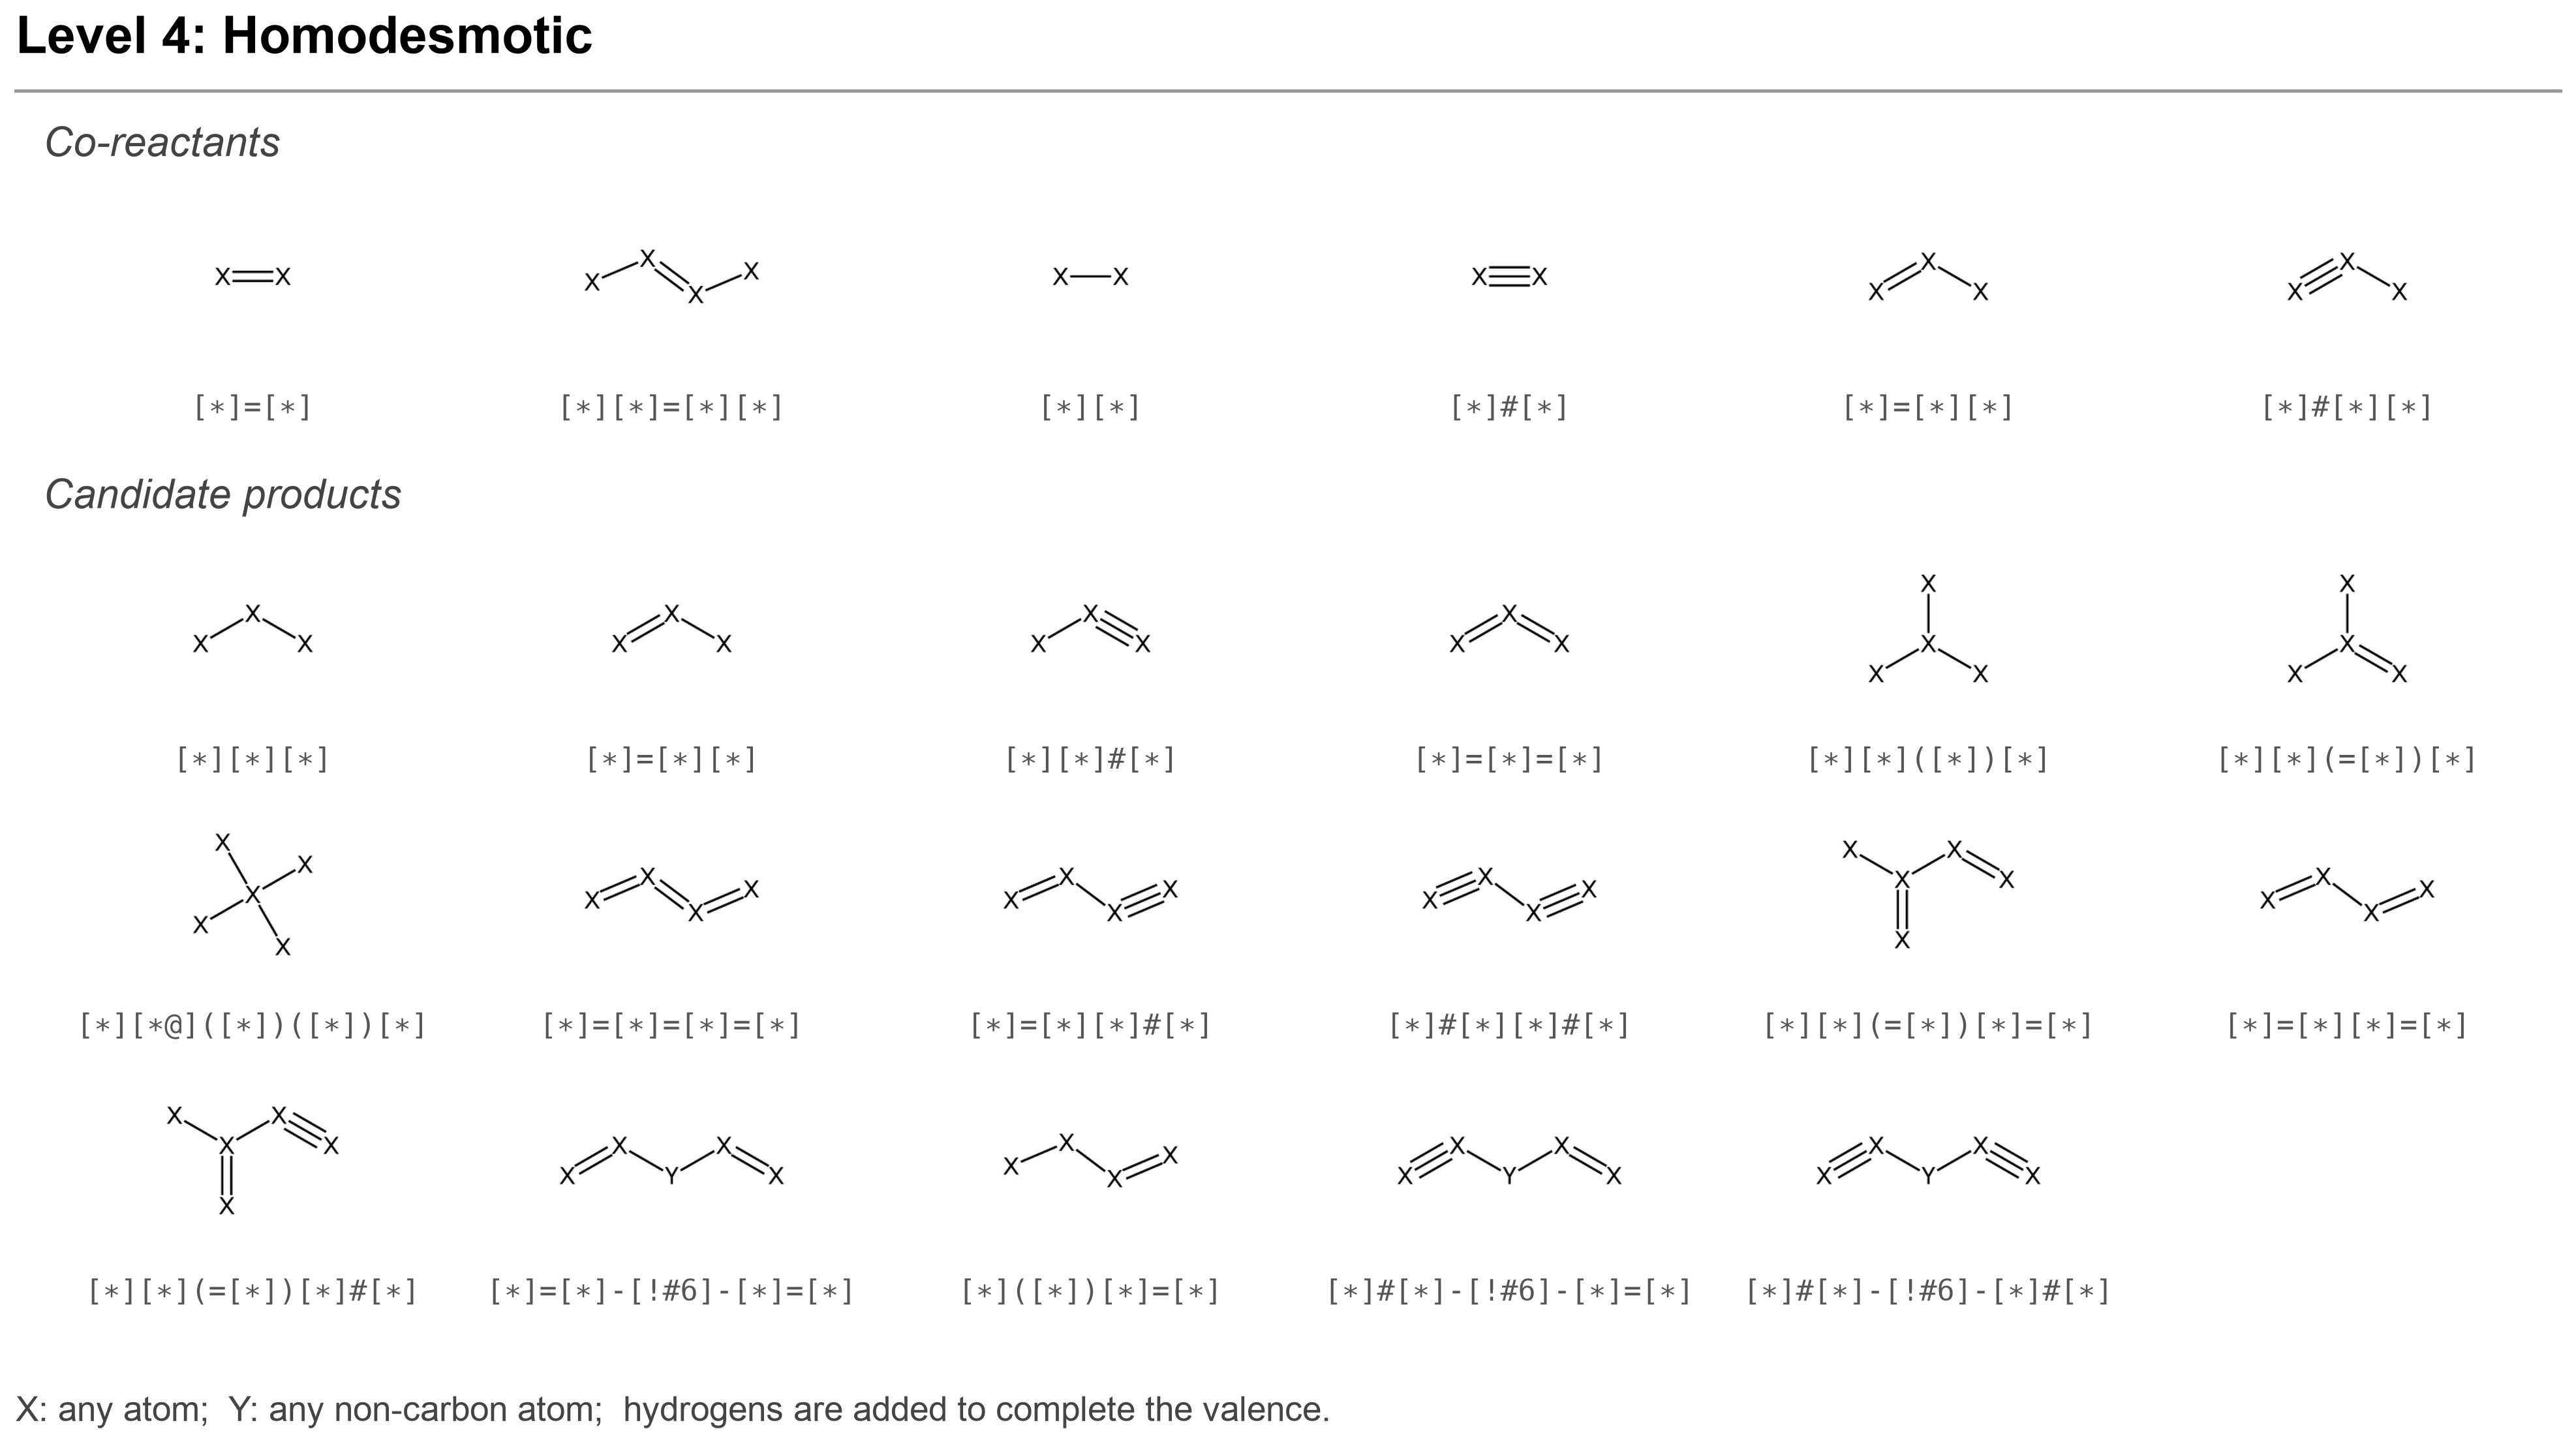 Level 4: Homodesmotic
Co-reactants
X X
X X X X
X X
X X
X X X
X X X
[*]=[*] [*][*]=[*][*] [*][*] [*]#[*] [*]=[*][*] [*]#[*][*]
Candidate products
X X X
X X X
X X X
X X X
X X X X
X X X X
[*][*][*] [*]=[*][*] [*][*]#[*] [*]=[*]=[*] [*][*]([*])[*] [*][*](=[*])[*]
X X X X X
X X X X
X X X X
X X X X
X X X X X
X X X X
[*][*@]([*])([*])[*] [*]=[*]=[*]=[*] [*]=[*][*]#[*] [*]#[*][*]#[*] [*][*](=[*])[*]=[*] [*]=[*][*]=[*]
X X X X X
X X Y X X
X X X X
X X Y X X
X X Y X X
[*][*](=[*])[*]#[*] [*]=[*]-[!#6]-[*]=[*] [*]([*])[*]=[*] [*]#[*]-[!#6]-[*]=[*] [*]#[*]-[!#6]-[*]#[*]
X: any atom; Y: any non-carbon atom; hydrogens are added to complete the valence.